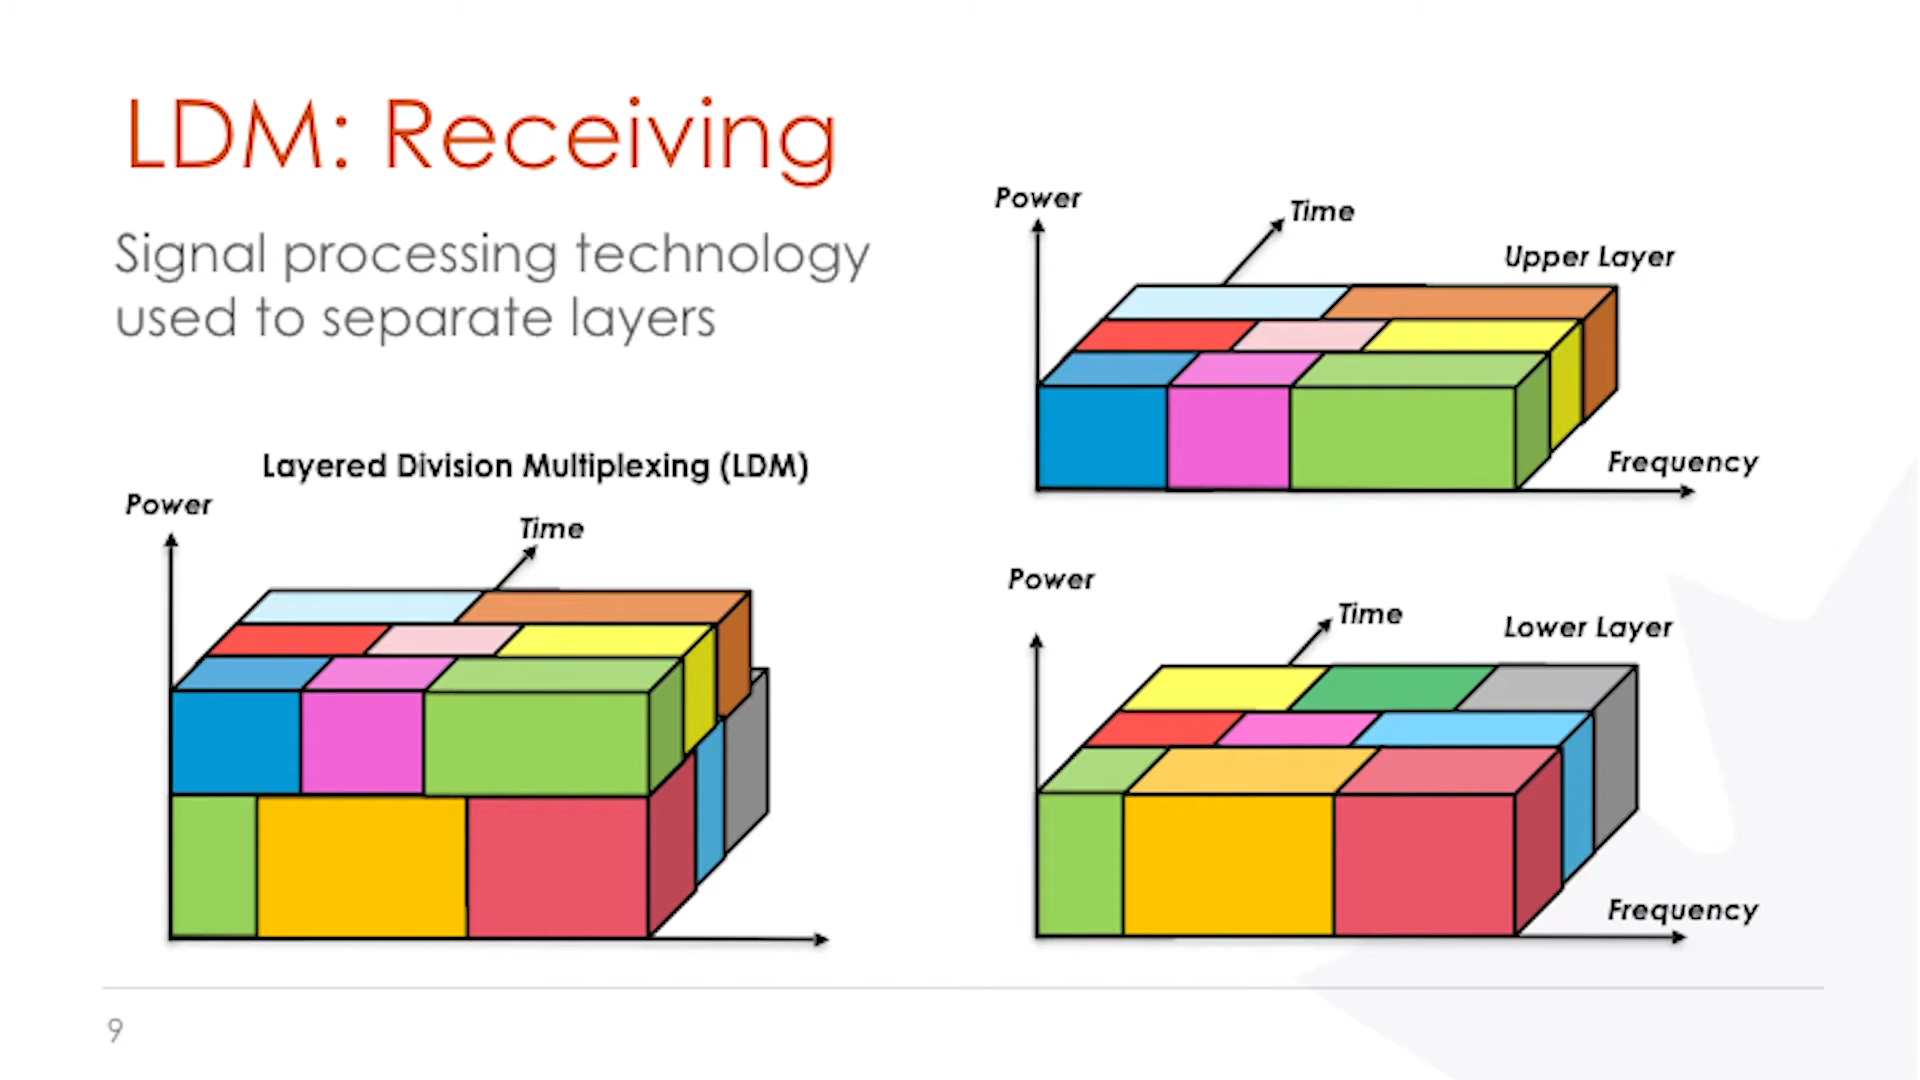 LDM: Receiving
Signal processing technology
used to separate layers
Layered Division Multiplexing (LDM)
Power
Time
Power
Time
Upper Layer
Frequency
Power
Time
Lower Layer
Frequency
9